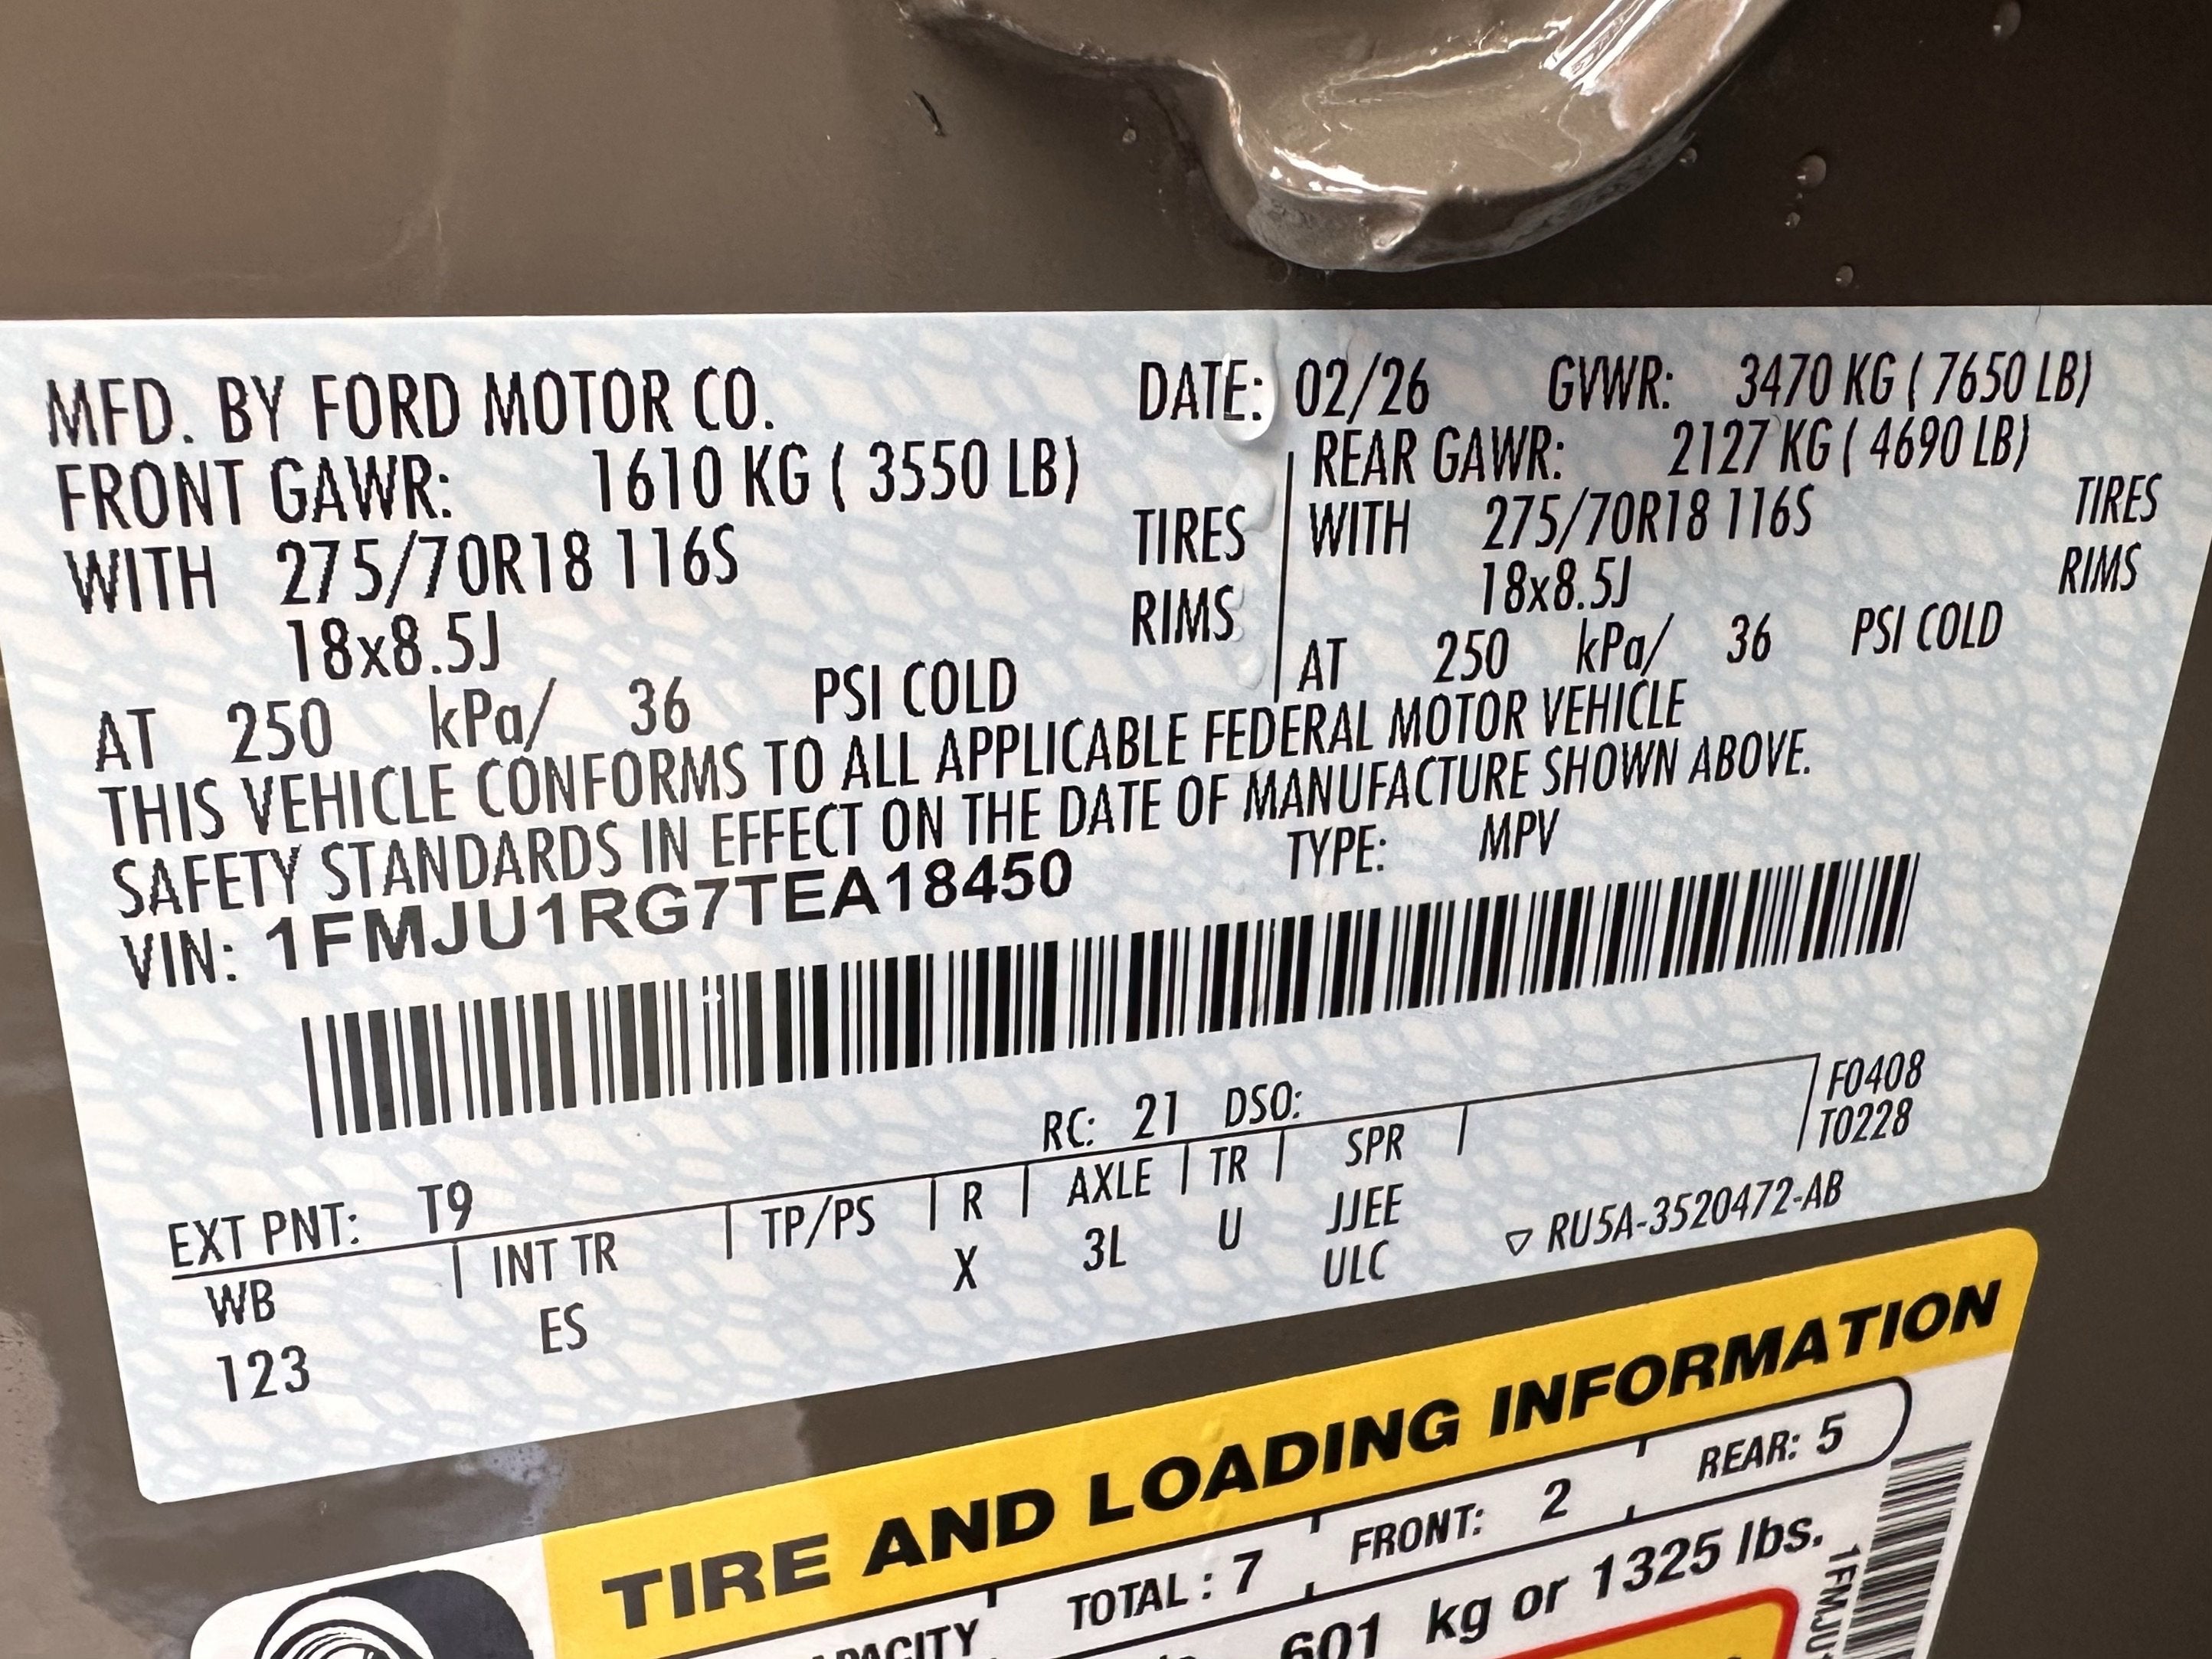 MFD. BY FORD MOTOR CO. DATE: 02/26 GVWR: 3470 KG ( 7650 LB)
FRONT GAWR: 1610 KG ( 3550 LB)
WITH 275/70R18 116S TIRES
18x8.5J RIMS
AT 250 kPa/ 36 PSI COLD
REAR GAWR: 2127 KG ( 4690 LB)
WITH 275/70R18 116S TIRES
18x8.5J RIMS
AT 250 kPa/ 36 PSI COLD
THIS VEHICLE CONFORMS TO ALL APPLICABLE FEDERAL MOTOR VEHICLE
SAFETY STANDARDS IN EFFECT ON THE DATE OF MANUFACTURE SHOWN ABOVE.
VIN: 1FMJU1RG7TEA18450 TYPE: MPV
F0408
T0228
EXT PNT: T9 RC: 21 DSO:
WB INT TR TP/PS R AXLE TR SPR
123 ES X 3L U JJEE
ULC
▽ RU5A-3520472-AB
TIRE AND LOADING INFORMATION
TOTAL : 7 FRONT: 2 REAR: 5
601 kg or 1325 lbs.